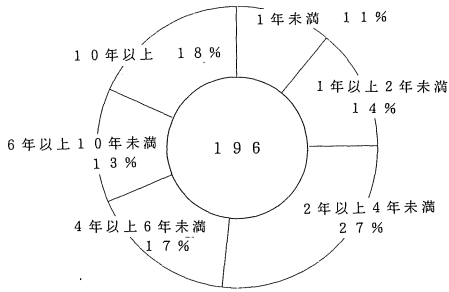 1年未満 11%
1年以上2年未満
14%
2年以上4年未満
27%
4年以上6年未満
17%
6年以上10年未満
13%
10年以上 18%
196